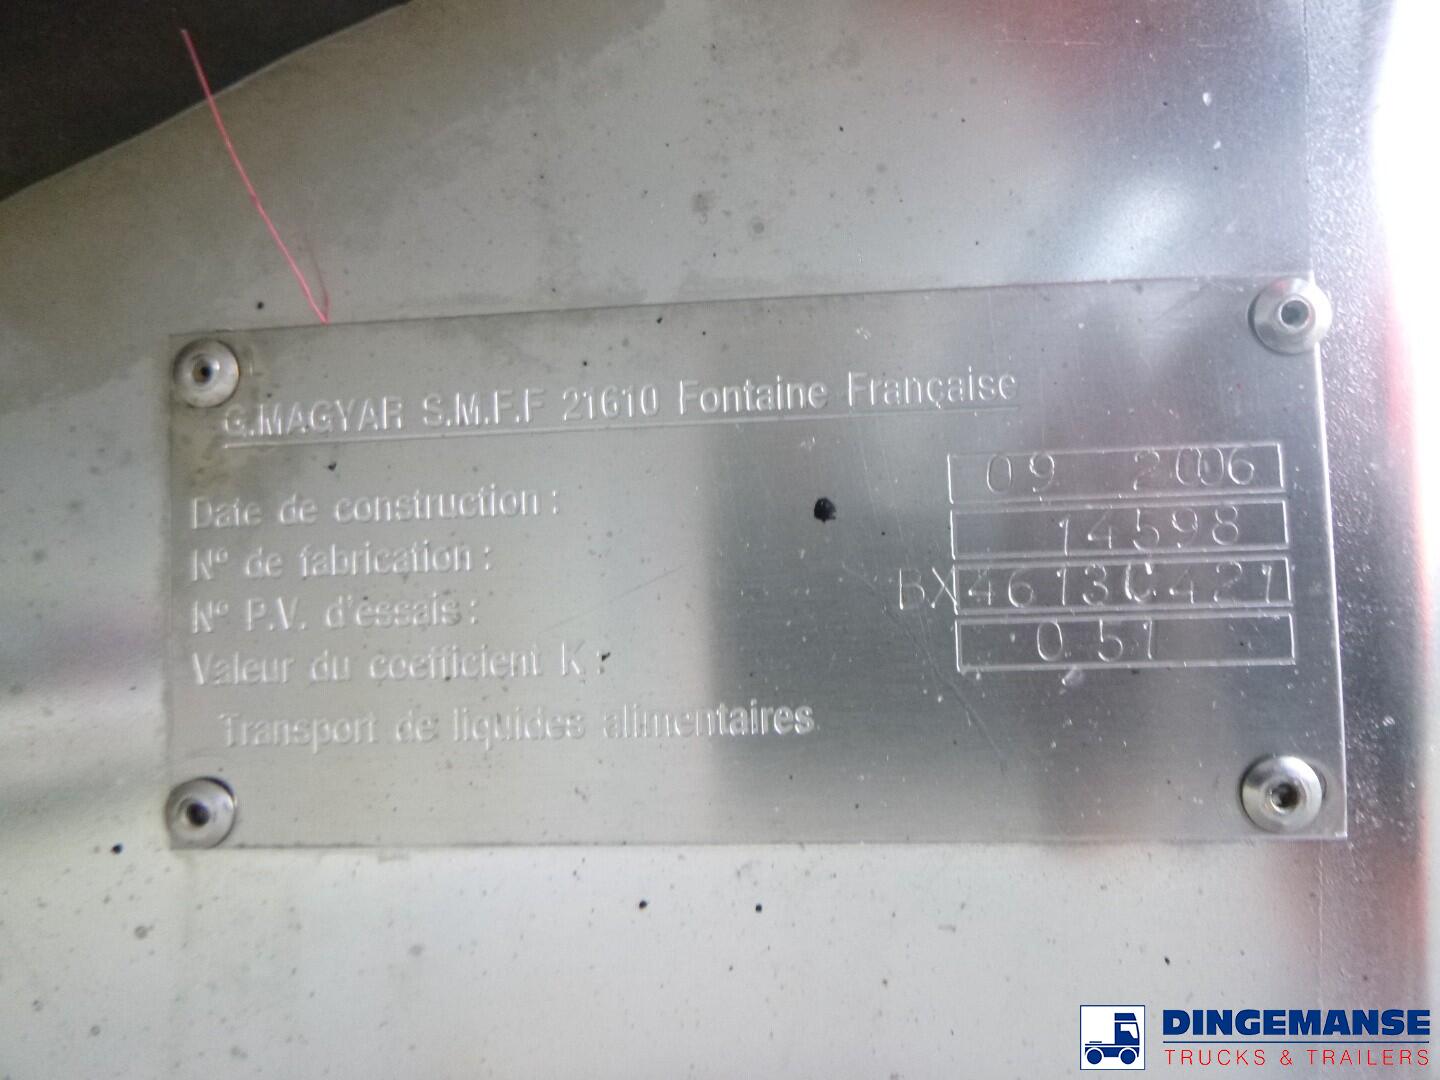 G.MAGYAR S.M.F.F 21610 Fontaine Française
Date de construction : 09 2006
N° de fabrication : 14598
N° P.V. d'essais : BX4613C421
Valeur du coefficient K : 0 51
Transport de liquides alimentaires
DINGEMANSE
TRUCKS & TRAILERS